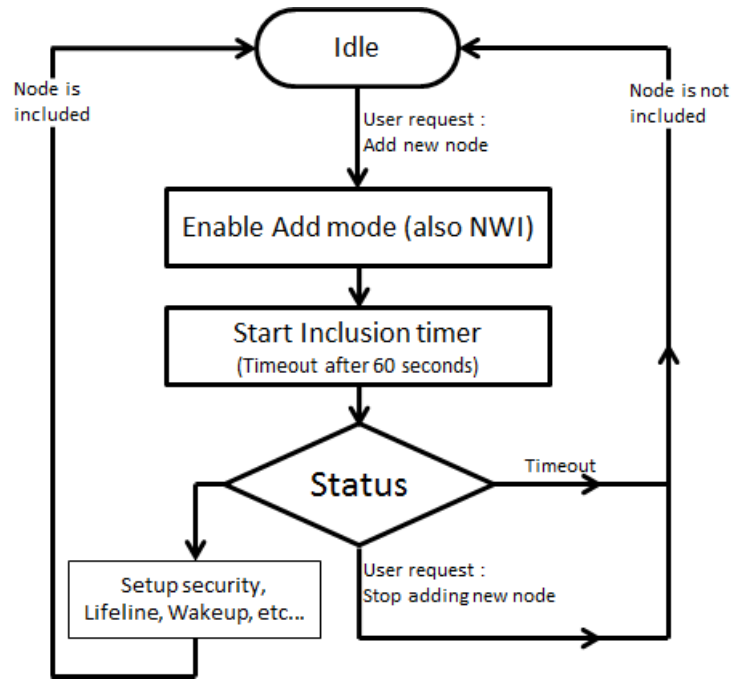 Idle
Node is
included
Node is not
included
User request :
Add new node
Enable Add mode (also NWI)
Start Inclusion timer
(Timeout after 60 seconds)
Status
Timeout
Setup security,
Lifeline, Wakeup, etc...
User request :
Stop adding new node